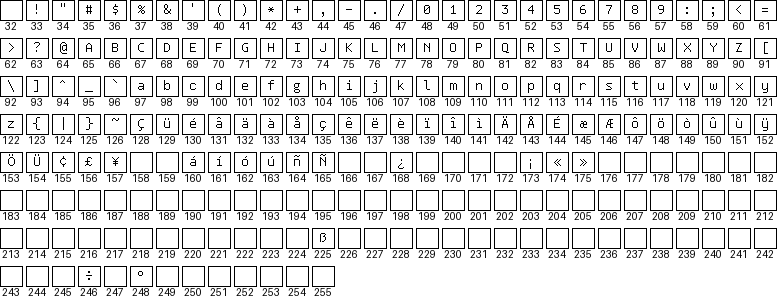 ! " # $ % & ' ( ) * + , - . / 0 1 2 3 4 5 6 7 8 9 : ; < =
32 33 34 35 36 37 38 39 40 41 42 43 44 45 46 47 48 49 50 51 52 53 54 55 56 57 58 59 60 61
> ? @ A B C D E F G H I J K L M N O P Q R S T U V W X Y Z [
62 63 64 65 66 67 68 69 70 71 72 73 74 75 76 77 78 79 80 81 82 83 84 85 86 87 88 89 90 91
\ ] ^ _ ` a b c d e f g h i j k l m n o p q r s t u v w x y
92 93 94 95 96 97 98 99 100 101 102 103 104 105 106 107 108 109 110 111 112 113 114 115 116 117 118 119 120 121
z { | } ~ Ç ü é â ä à å ç ê ë è ï î ì Ä Å É æ Æ ô ö ò û ù ÿ
122 123 124 125 126 128 129 130 131 132 133 134 135 136 137 138 139 140 141 142 143 144 145 146 147 148 149 150 151 152
Ö Ü ¢ £ ¥ á í ó ú ñ Ñ ¿ ¡ « »
153 154 155 156 157 158 159 160 161 162 163 164 165 166 167 168 169 170 171 172 173 174 175 176 177 178 179 180 181 182
183 184 185 186 187 188 189 190 191 192 193 194 195 196 197 198 199 200 201 202 203 204 205 206 207 208 209 210 211 212
ß
213 214 215 216 217 218 219 220 221 222 223 224 225 226 227 228 229 230 231 232 233 234 235 236 237 238 239 240 241 242
÷ °
243 244 245 246 247 248 249 250 251 252 253 254 255